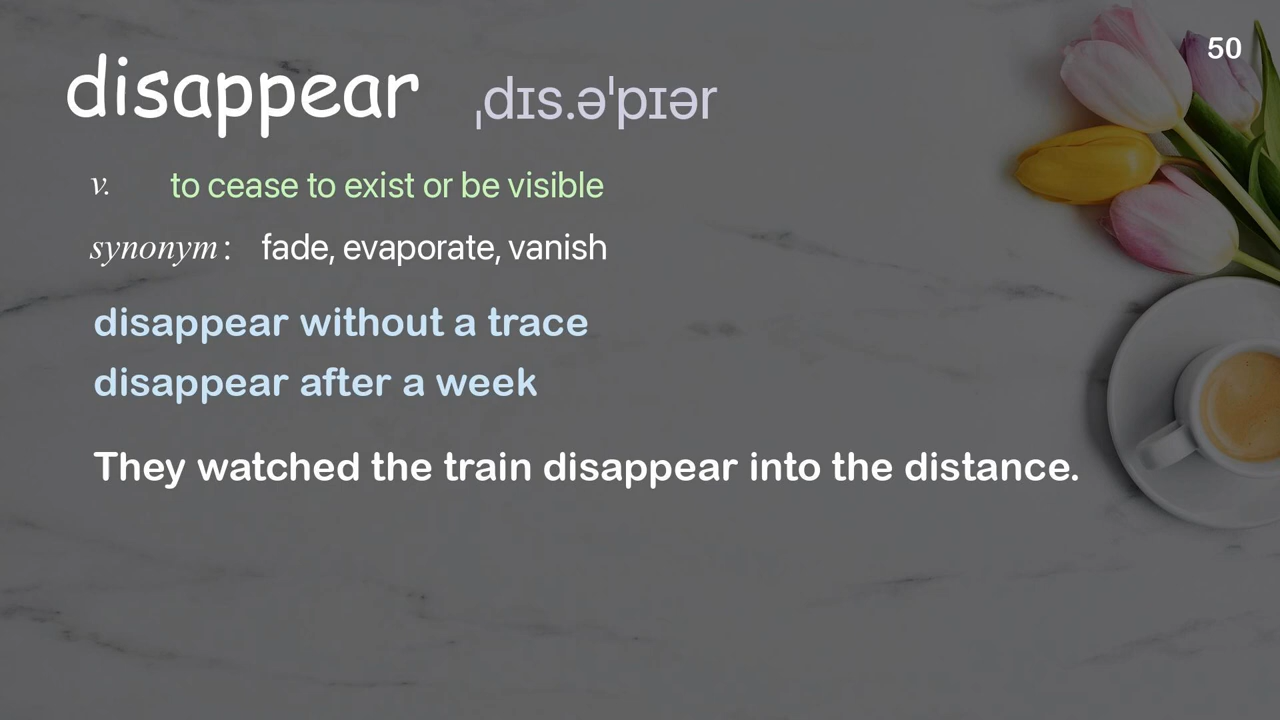 50
disappear ˌdɪs.əˈpɪər
v. to cease to exist or be visible
synonym: fade, evaporate, vanish
disappear without a trace
disappear after a week
They watched the train disappear into the distance.